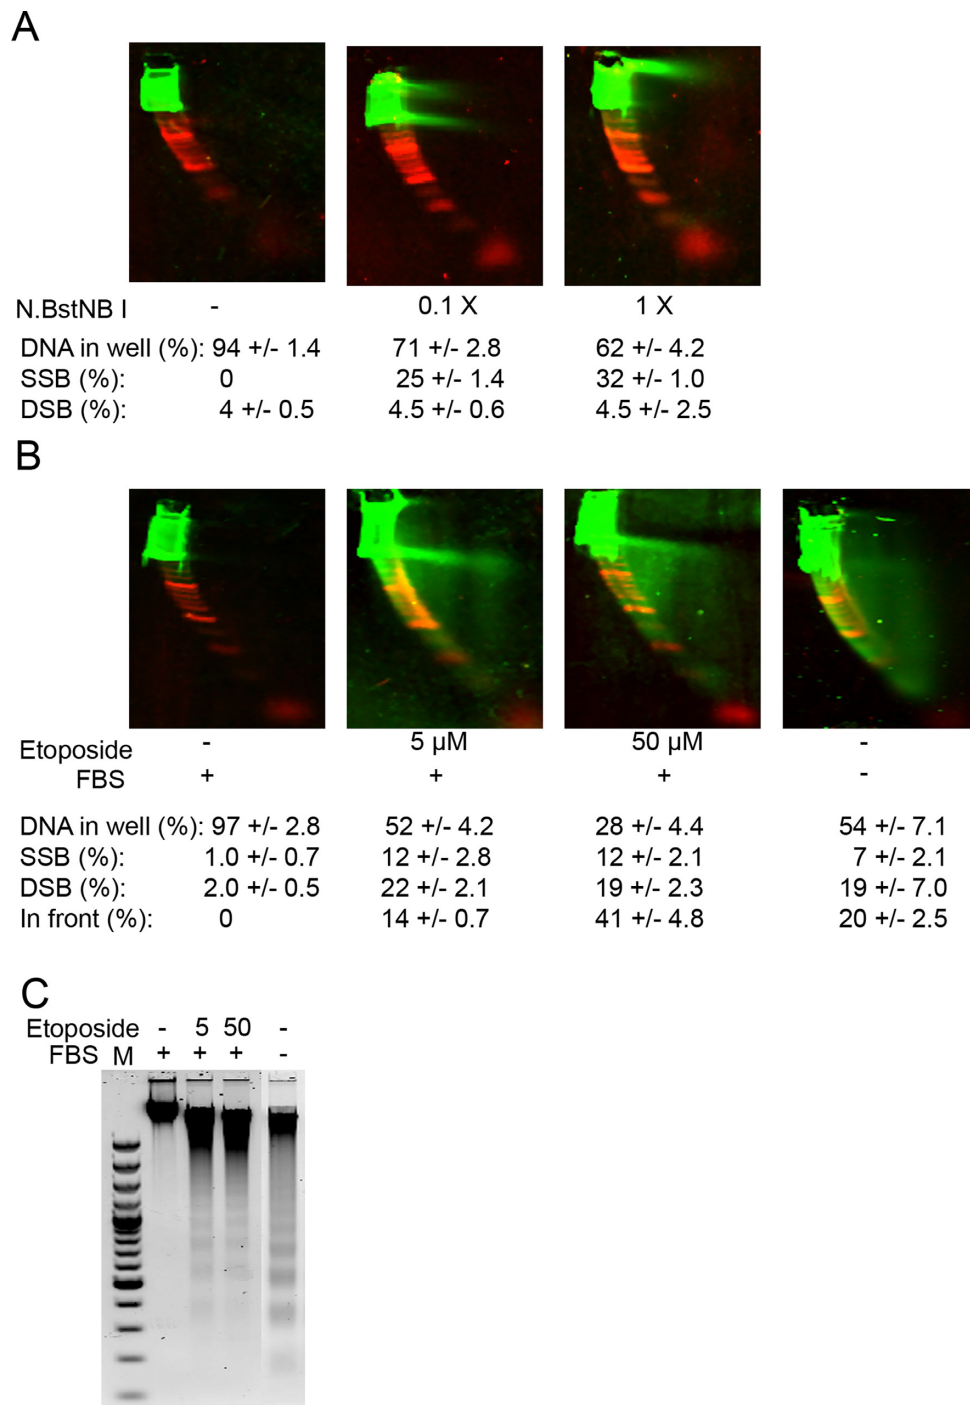 A
N.BstNB I - 0.1 X 1 X
DNA in well (%): 94 +/- 1.4 71 +/- 2.8 62 +/- 4.2
SSB (%): 0 25 +/- 1.4 32 +/- 1.0
DSB (%): 4 +/- 0.5 4.5 +/- 0.6 4.5 +/- 2.5
B
Etoposide - 5 µM 50 µM -
FBS + + + -
DNA in well (%): 97 +/- 2.8 52 +/- 4.2 28 +/- 4.4 54 +/- 7.1
SSB (%): 1.0 +/- 0.7 12 +/- 2.8 12 +/- 2.1 7 +/- 2.1
DSB (%): 2.0 +/- 0.5 22 +/- 2.1 19 +/- 2.3 19 +/- 7.0
In front (%): 0 14 +/- 0.7 41 +/- 4.8 20 +/- 2.5
C
Etoposide - 5 50 -
FBS M + + + -